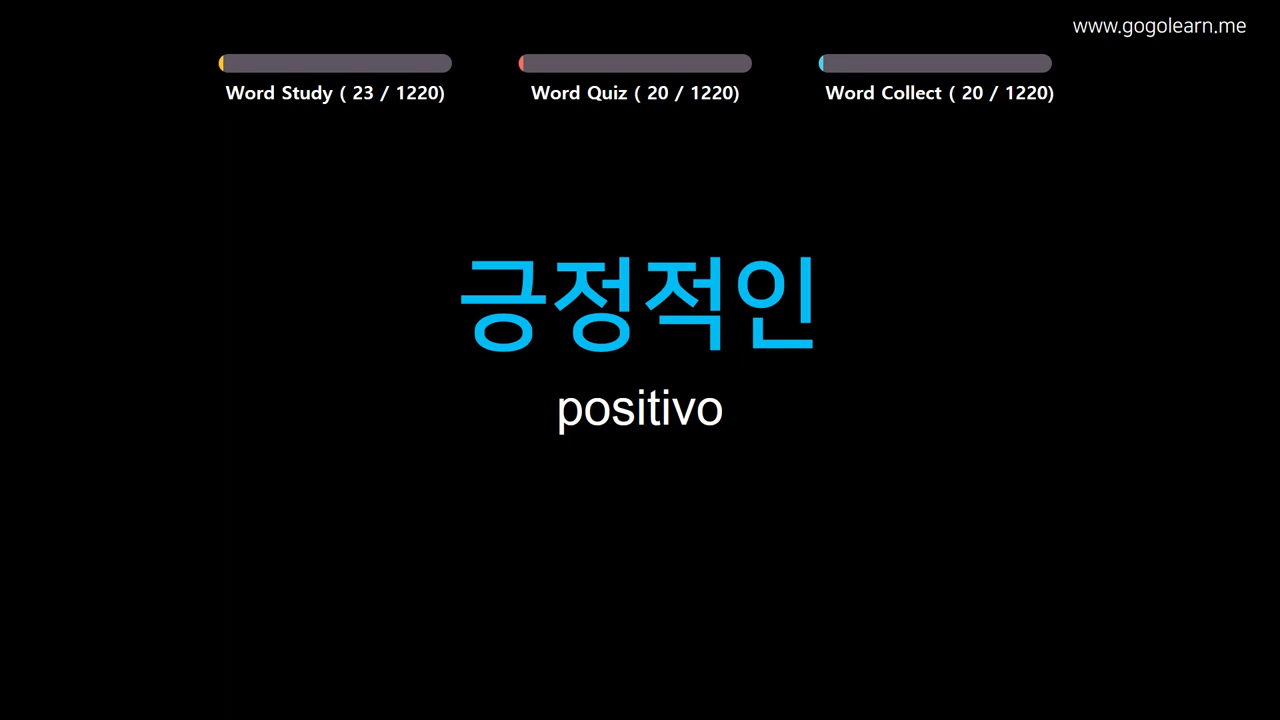 www.gogolearn.me
Word Study ( 23 / 1220)
Word Quiz ( 20 / 1220)
Word Collect ( 20 / 1220)
긍정적인
positivo